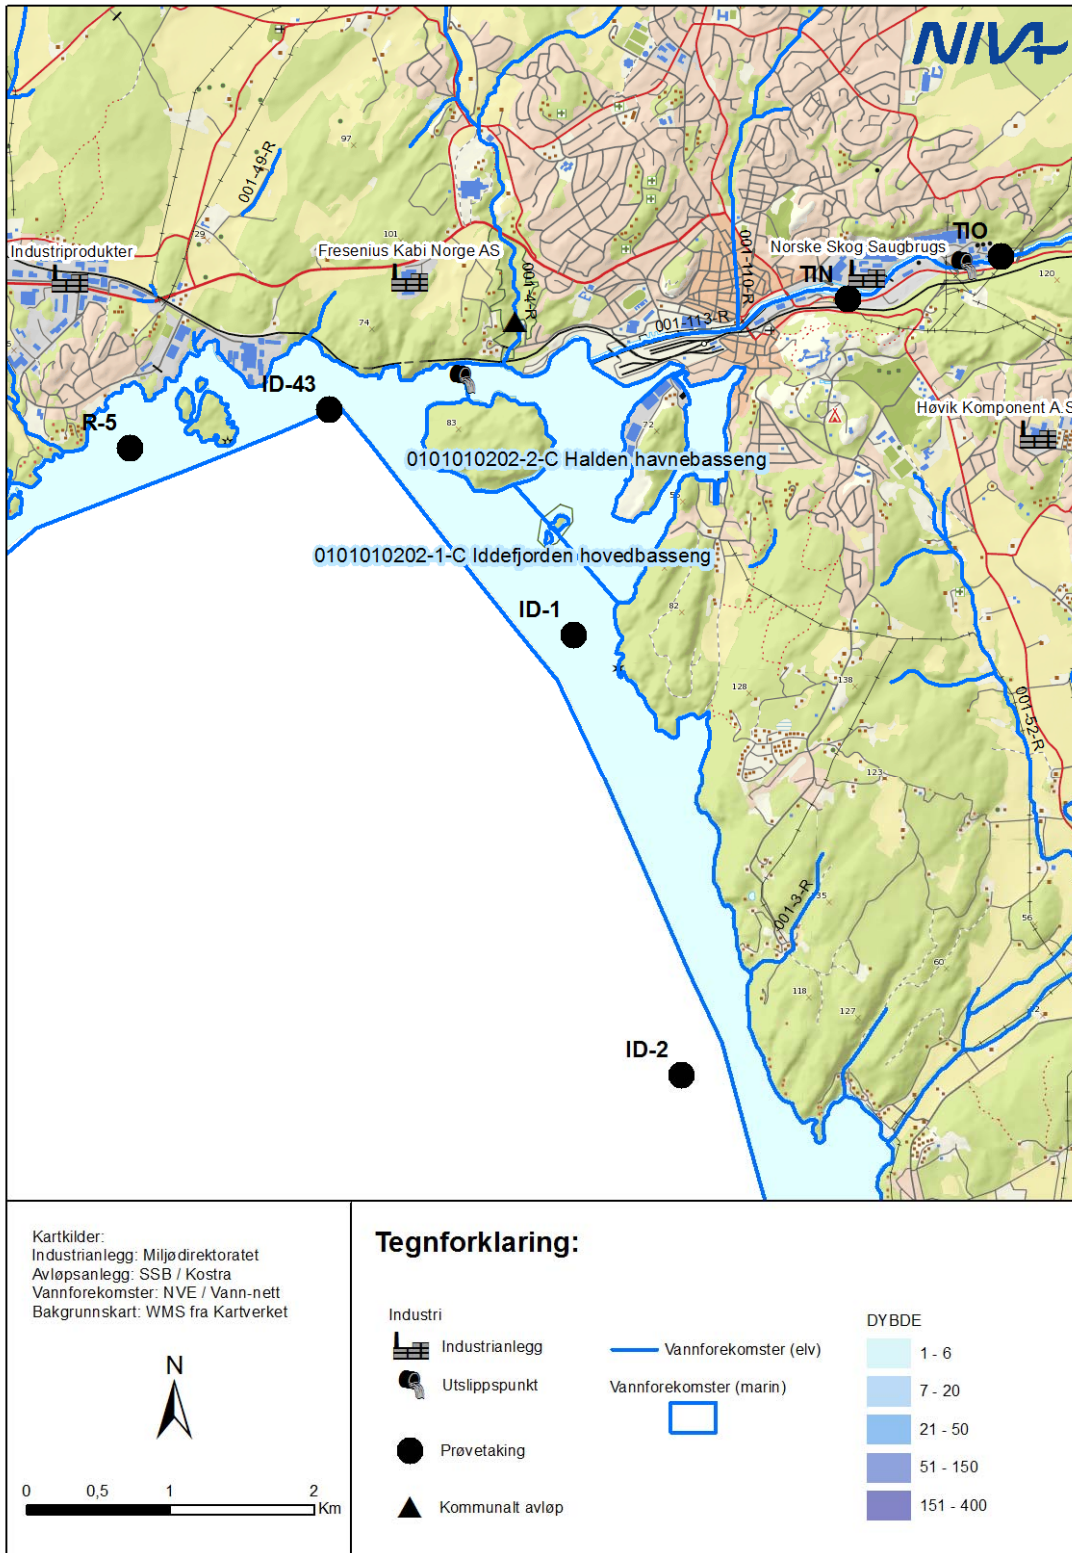 NIVA
97
001-49-R
29
101
Industriprodukter
Fresenius Kabi Norge AS
001-4-R
74
001-110-R
001-113-R
Norske Skog Saugbrugs
TIO
TIN
120
ID-43
R-5
83
72
Høvik Komponent A.S
0101010202-2-C Halden havnebasseng
0101010202-1-C Iddefjorden hovedbasseng
ID-1
82
128
138
001-52-R
123
001-3-R
56
60
118
127
ID-2
Kartkilder:
Industrianlegg: Miljødirektoratet
Avløpsanlegg: SSB / Kostra
Vannforekomster: NVE / Vann-nett
Bakgrunnskart: WMS fra Kartverket
N
0 0,5 1 2
Km
Tegnforklaring:
Industri
Industrianlegg
Utslippspunkt
Prøvetaking
Kommunalt avløp
Vannforekomster (elv)
Vannforekomster (marin)
DYBDE
1 - 6
7 - 20
21 - 50
51 - 150
151 - 400